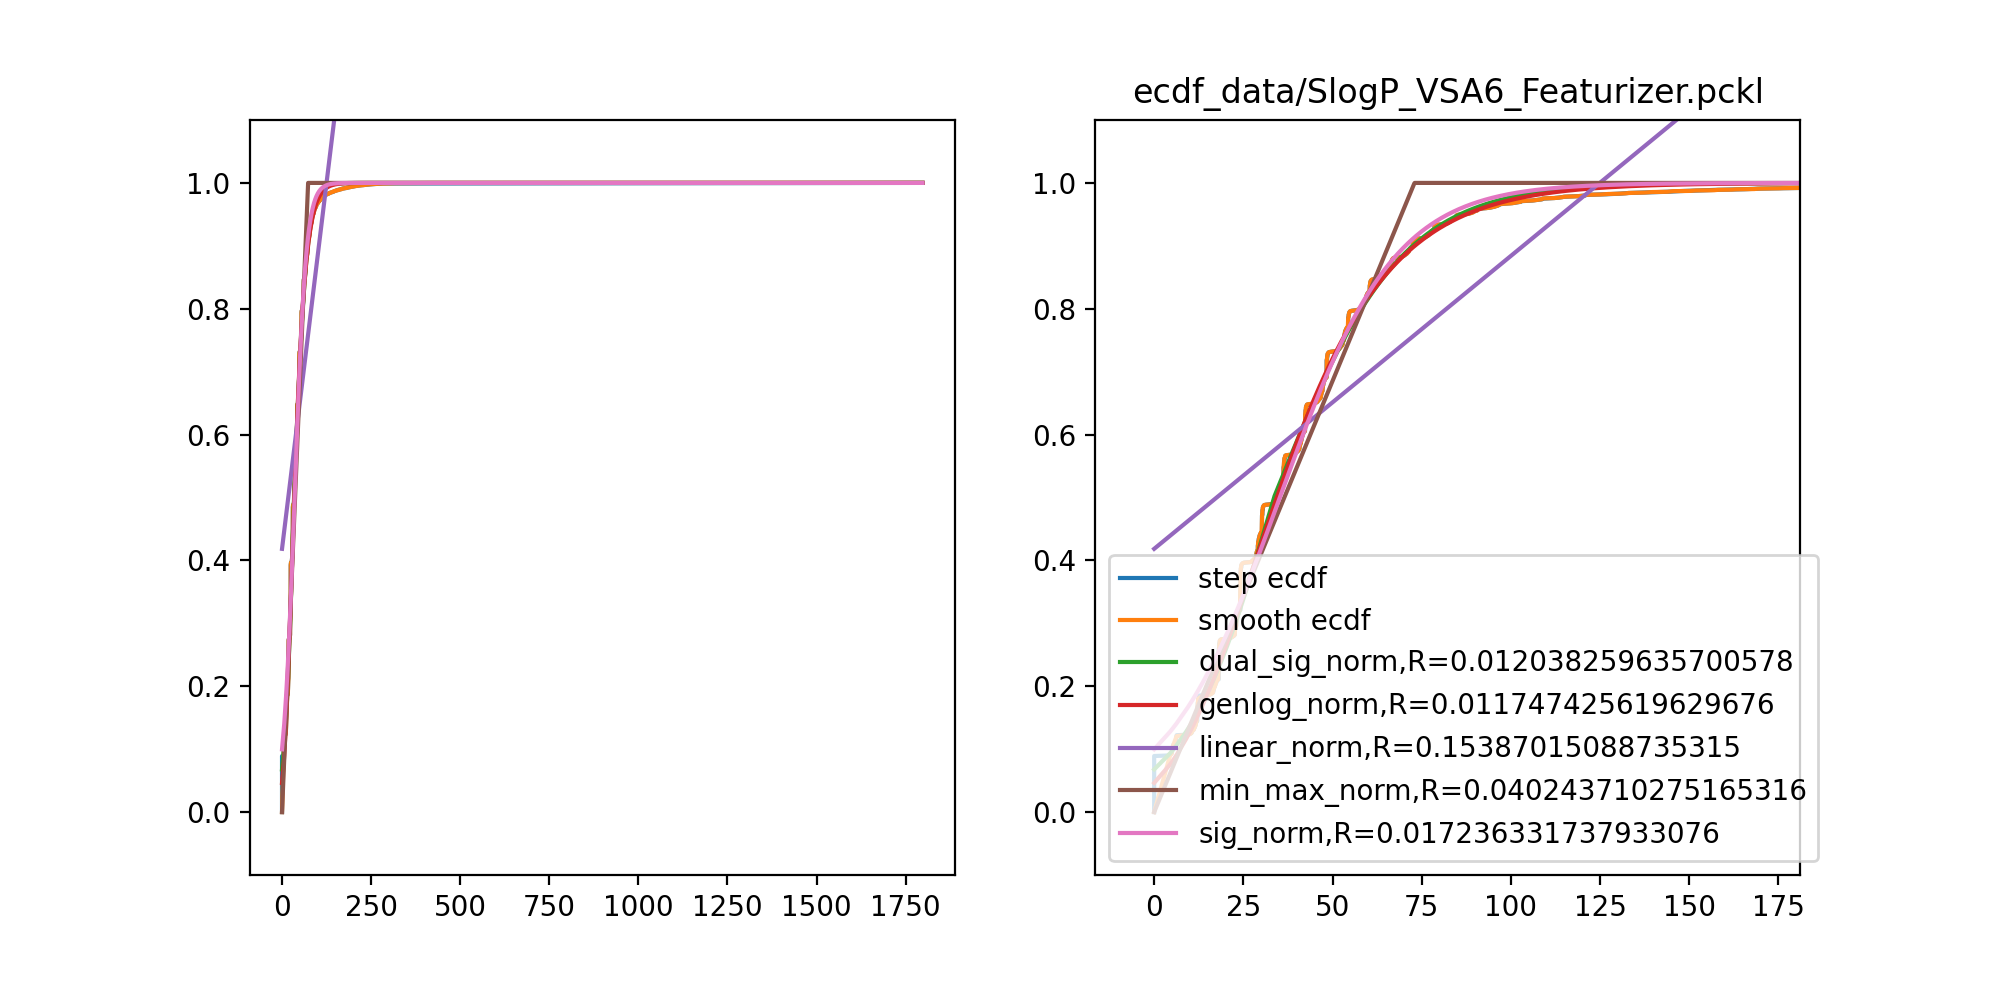 ecdf_data/SlogP_VSA6_Featurizer.pckl
1.0
0.8
0.6
0.4
0.2
0.0
0 250 500 750 1000 1250 1500 1750
1.0
0.8
0.6
0.4
0.2
0.0
step ecdf
smooth ecdf
dual_sig_norm,R=0.012038259635700578
genlog_norm,R=0.011747425619629676
linear_norm,R=0.15387015088735315
min_max_norm,R=0.040243710275165316
sig_norm,R=0.017236331737933076
0 25 50 75 100 125 150 175